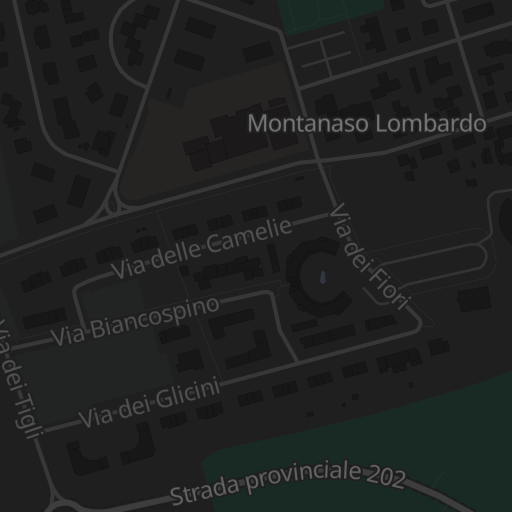 Montanaso Lombardo
Via delle Camelie
Via dei Fiori
Via Biancospino
Via dei Tigli
Via dei Glicini
Strada provinciale 202